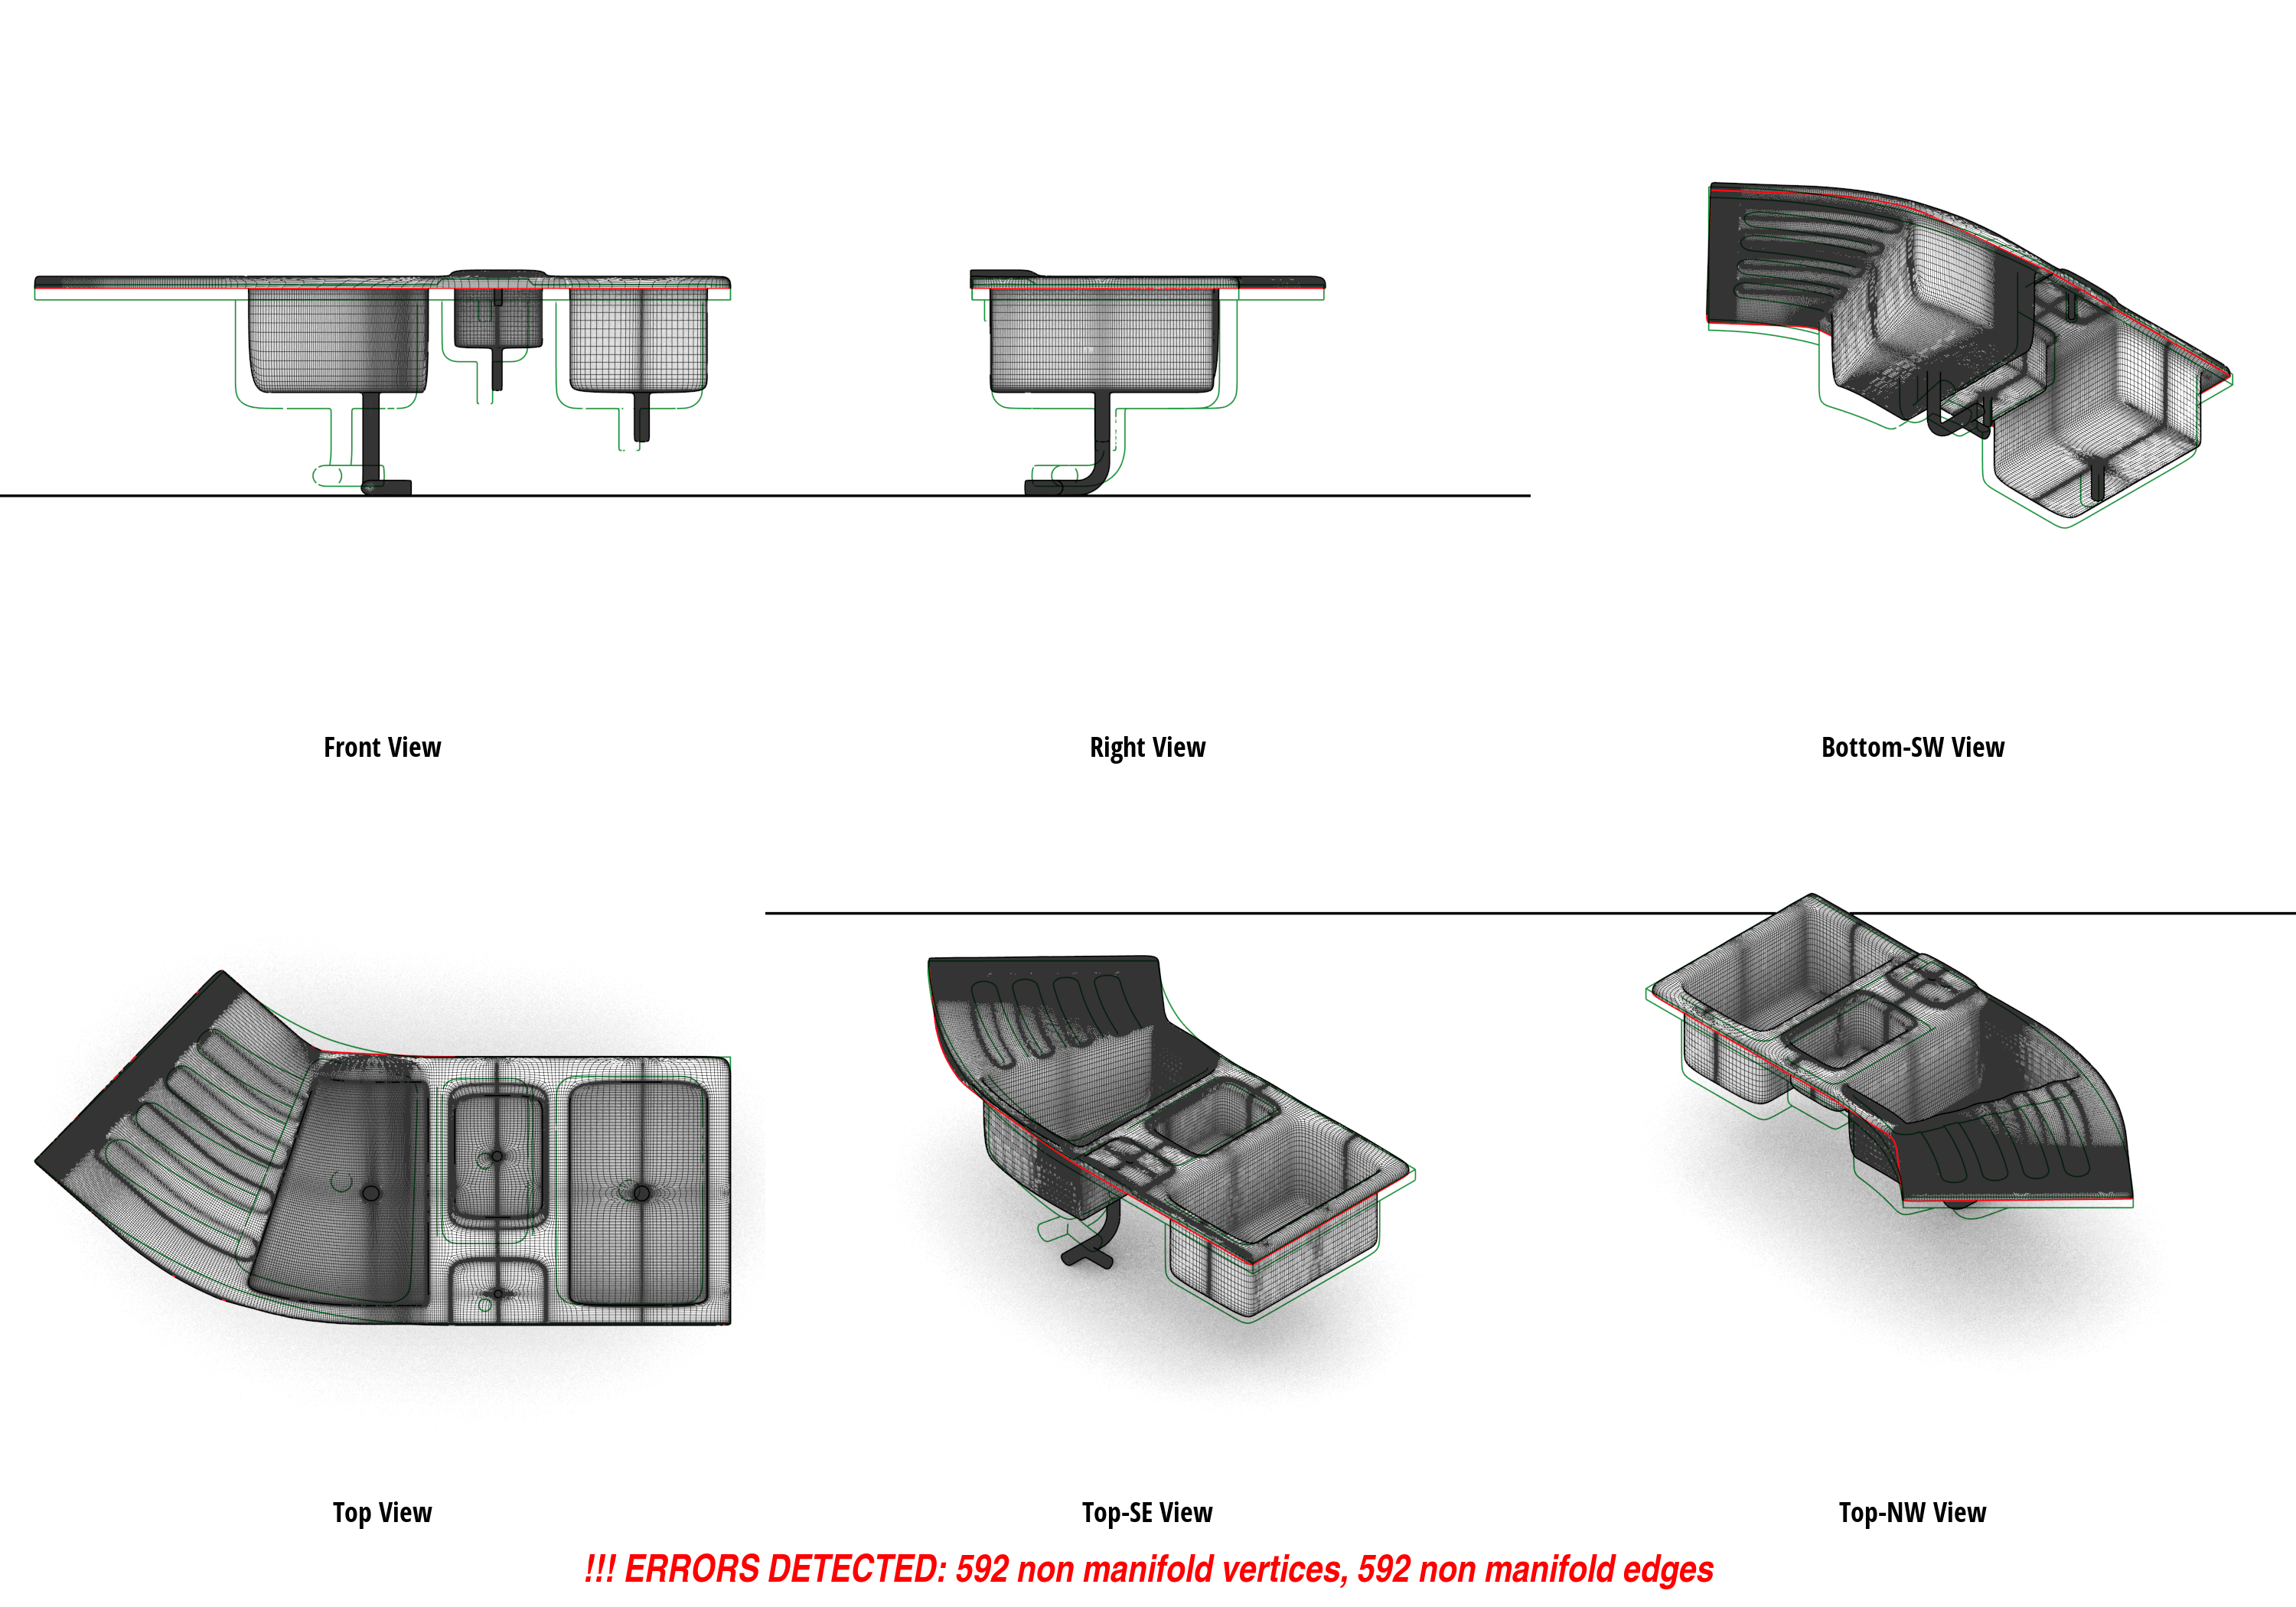 Front View
Right View
Bottom-SW View
Top View
Top-SE View
Top-NW View
!!! ERRORS DETECTED: 592 non manifold vertices, 592 non manifold edges